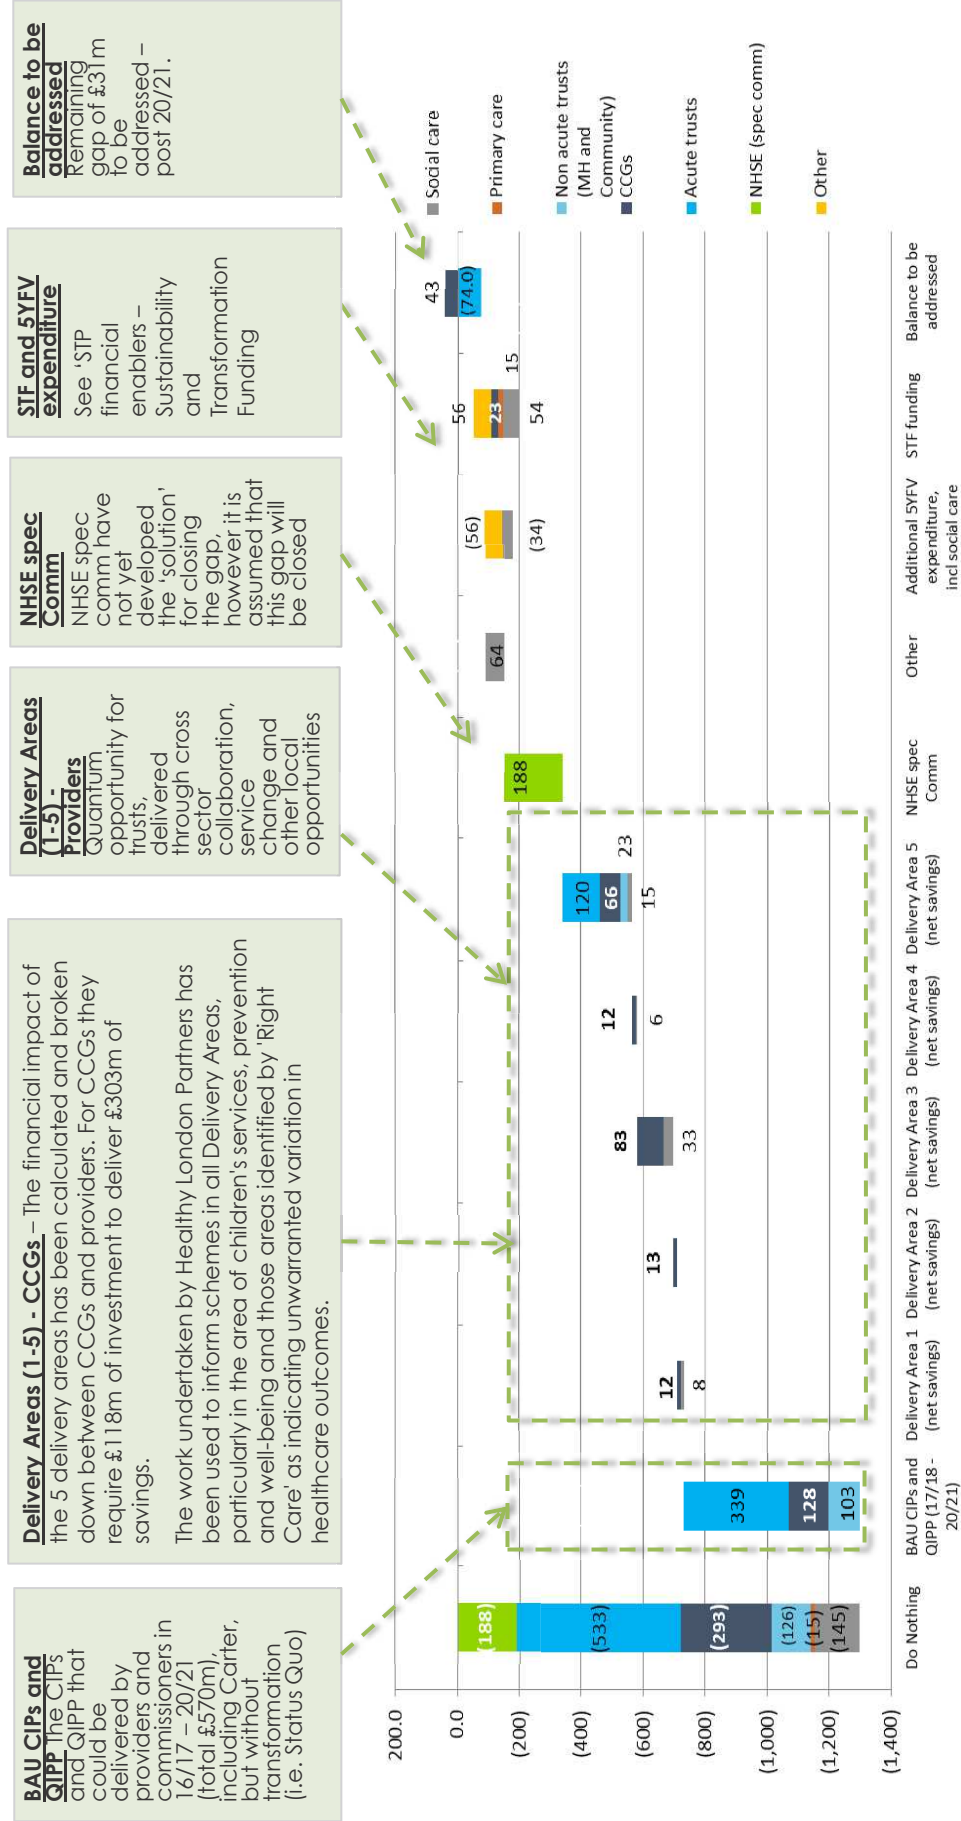 BAU CIPs and
QIPP The CIPs
and QIPP that
could be
delivered by
providers and
commissioners in
16/17 – 20/21
(total £570m),
including Carter,
but without
transformation
(i.e. Status Quo)
Delivery Areas (1-5) - CCGs – The financial impact of
the 5 delivery areas has been calculated and broken
down between CCGs and providers. For CCGs they
require £118m of investment to deliver £303m of
savings.
The work undertaken by Healthy London Partners has
been used to inform schemes in all Delivery Areas,
particularly in the area of children's services, prevention
and well-being and those areas identified by 'Right
Care' as indicating unwarranted variation in
healthcare outcomes.
Delivery Areas
(1-5) -
Providers
Quantum
opportunity for
trusts,
delivered
through cross
sector
collaboration,
service
change and
other local
opportunities
NHSE spec
Comm
NHSE spec
comm have
not yet
developed
the 'solution'
for closing
the gap,
however it is
assumed that
this gap will
be closed
STF and 5YFV
expenditure
See 'STP
financial
enablers –
Sustainability
and
Transformation
Funding
Balance to be
addressed
Remaining
gap of £31m
to be
addressed –
post 20/21.
200.0
0.0
(200)
(400)
(600)
(800)
(1,000)
(1,200)
(1,400)
(188)
(533)
(293)
(126)
(15)
(145)
339
128
103
12
8
13
83
33
12
6
120
66
23
15
188
64
(56)
(34)
56
23
15
54
43
(74.0)
Do Nothing
BAU CIPs and
QIPP (17/18 -
20/21)
Delivery Area 1
(net savings)
Delivery Area 2
(net savings)
Delivery Area 3
(net savings)
Delivery Area 4
(net savings)
Delivery Area 5
(net savings)
NHSE spec
Comm
Other
Additional 5YFV
expenditure,
incl social care
STF funding
Balance to be
addressed
Social care
Primary care
Non acute trusts
(MH and
Community)
CCGs
Acute trusts
NHSE (spec comm)
Other